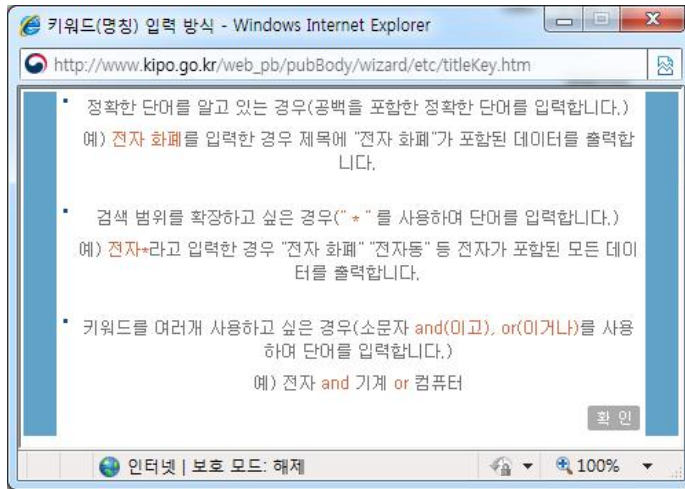 키워드(명칭) 입력 방식 - Windows Internet Explorer
http://www.kipo.go.kr/web_pb/pubBody/wizard/etc/titleKey.htm
정확한 단어를 알고 있는 경우(공백을 포함한 정확한 단어를 입력합니다.)
예) 전자 화폐를 입력한 경우 제목에 "전자 화폐"가 포함된 데이터를 출력합
니다.
검색 범위를 확장하고 싶은 경우(" * " 를 사용하여 단어를 입력합니다.)
예) 전자*라고 입력한 경우 "전자 화폐" "전자동" 등 전자가 포함된 모든 데이
터를 출력합니다.
키워드를 여러개 사용하고 싶은 경우(소문자 and(이고), or(이거나)를 사용
하여 단어를 입력합니다.)
예) 전자 and 기계 or 컴퓨터
확 인
인터넷 | 보호 모드: 해제
100%